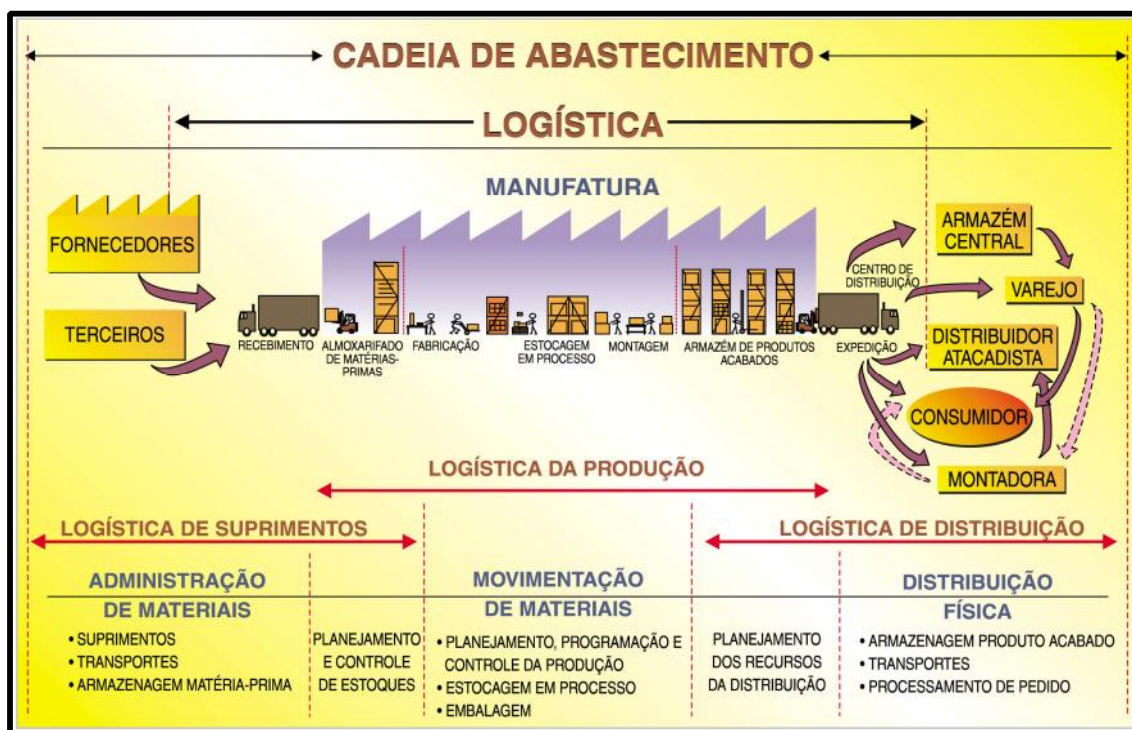 CADEIA DE ABASTECIMENTO
LOGÍSTICA
MANUFATURA
FORNECEDORES
TERCEIROS
RECEBIMENTO
ALMOXARIFADO
DE MATÉRIAS-
PRIMAS
FABRICAÇÃO
ESTOCAGEM
EM PROCESSO
MONTAGEM
ARMAZÉM DE PRODUTOS
ACABADOS
CENTRO DE
DISTRIBUIÇÃO
EXPEDIÇÃO
ARMAZÉM
CENTRAL
VAREJO
DISTRIBUIDOR
ATACADISTA
CONSUMIDOR
MONTADORA
LOGÍSTICA DA PRODUÇÃO
LOGÍSTICA DE SUPRIMENTOS
LOGÍSTICA DE DISTRIBUIÇÃO
ADMINISTRAÇÃO
DE MATERIAIS
• SUPRIMENTOS
• TRANSPORTES
• ARMAZENAGEM MATÉRIA-PRIMA
PLANEJAMENTO
E CONTROLE
DE ESTOQUES
MOVIMENTAÇÃO
DE MATERIAIS
• PLANEJAMENTO, PROGRAMAÇÃO E
CONTROLE DA PRODUÇÃO
• ESTOCAGEM EM PROCESSO
• EMBALAGEM
PLANEJAMENTO
DOS RECURSOS
DA DISTRIBUIÇÃO
DISTRIBUIÇÃO
FÍSICA
• ARMAZENAGEM PRODUTO ACABADO
• TRANSPORTES
• PROCESSAMENTO DE PEDIDO